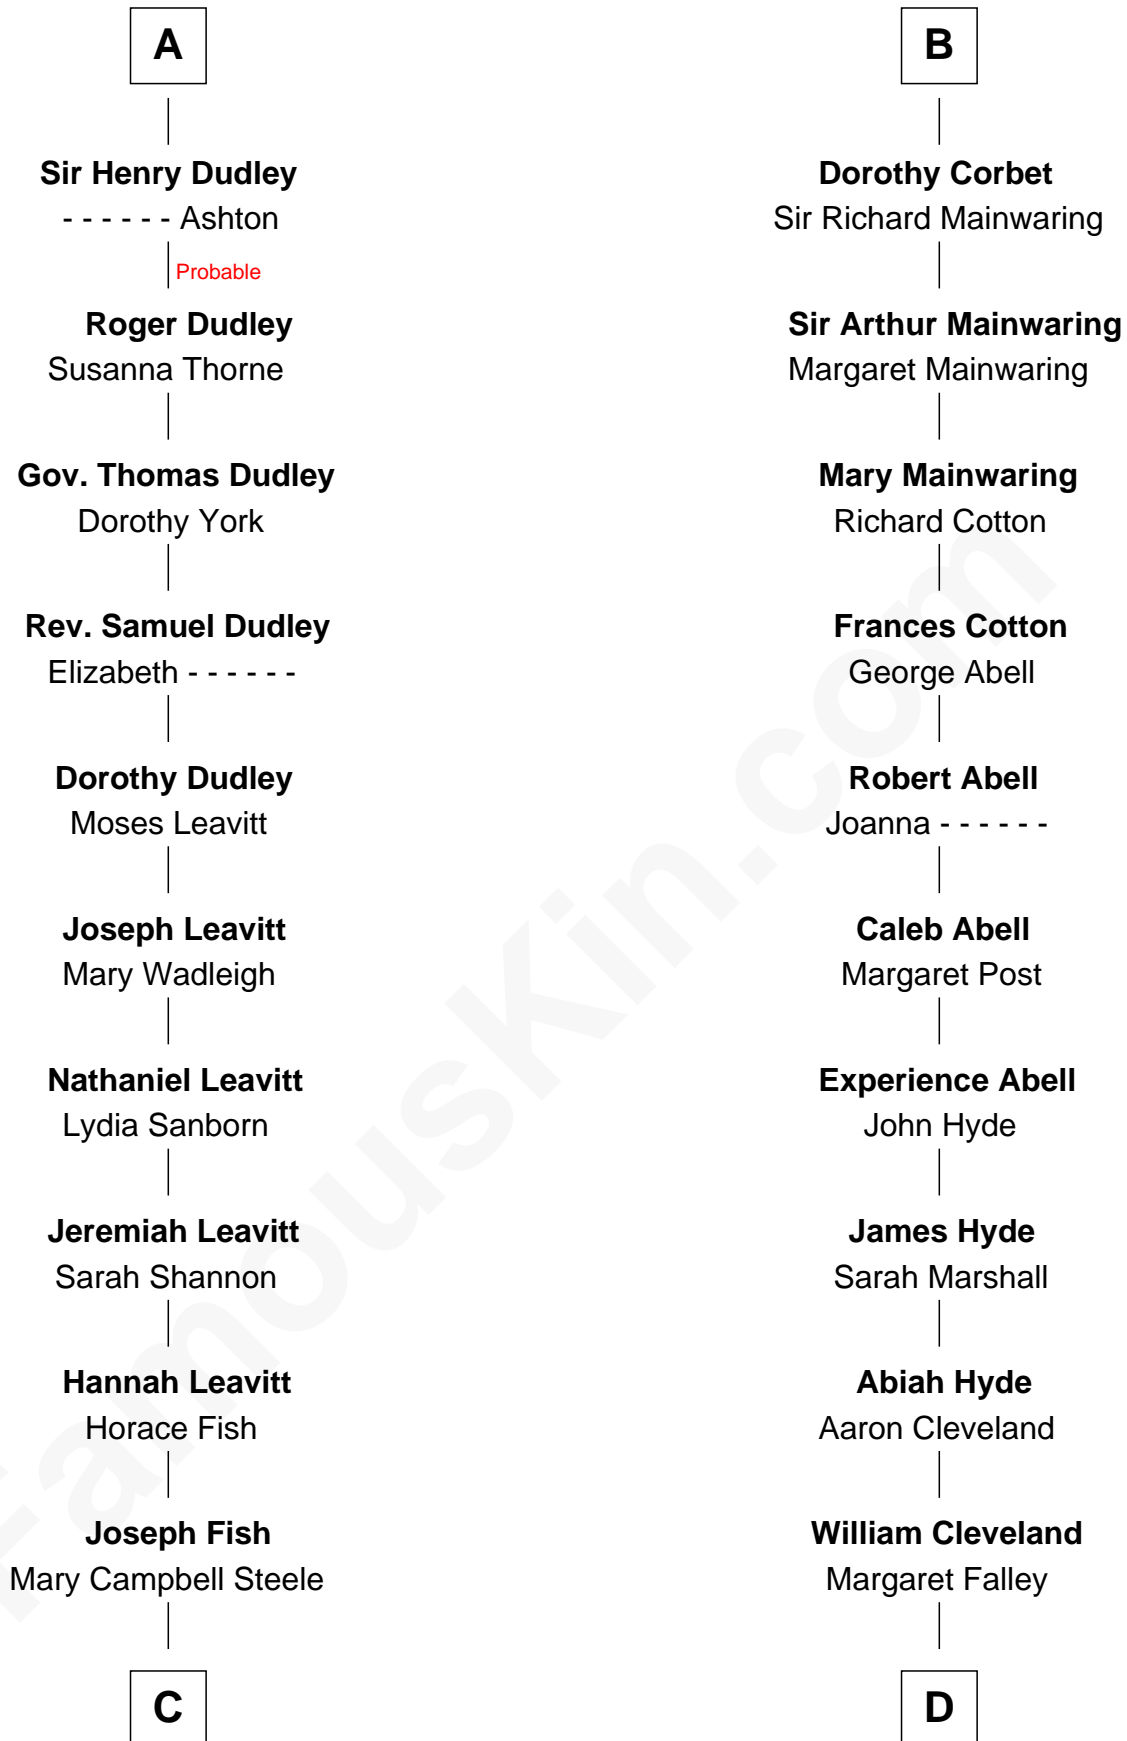 A
Sir Henry Dudley
- - - - - - Ashton
Probable
Roger Dudley
Susanna Thorne
Gov. Thomas Dudley
Dorothy York
Rev. Samuel Dudley
Elizabeth - - - - - -
Dorothy Dudley
Moses Leavitt
Joseph Leavitt
Mary Wadleigh
Nathaniel Leavitt
Lydia Sanborn
Jeremiah Leavitt
Sarah Shannon
Hannah Leavitt
Horace Fish
Joseph Fish
Mary Campbell Steele
C
B
Dorothy Corbet
Sir Richard Mainwaring
Sir Arthur Mainwaring
Margaret Mainwaring
Mary Mainwaring
Richard Cotton
Frances Cotton
George Abell
Robert Abell
Joanna - - - - - -
Caleb Abell
Margaret Post
Experience Abell
John Hyde
James Hyde
Sarah Marshall
Abiah Hyde
Aaron Cleveland
William Cleveland
Margaret Falley
D
FamousKin.com